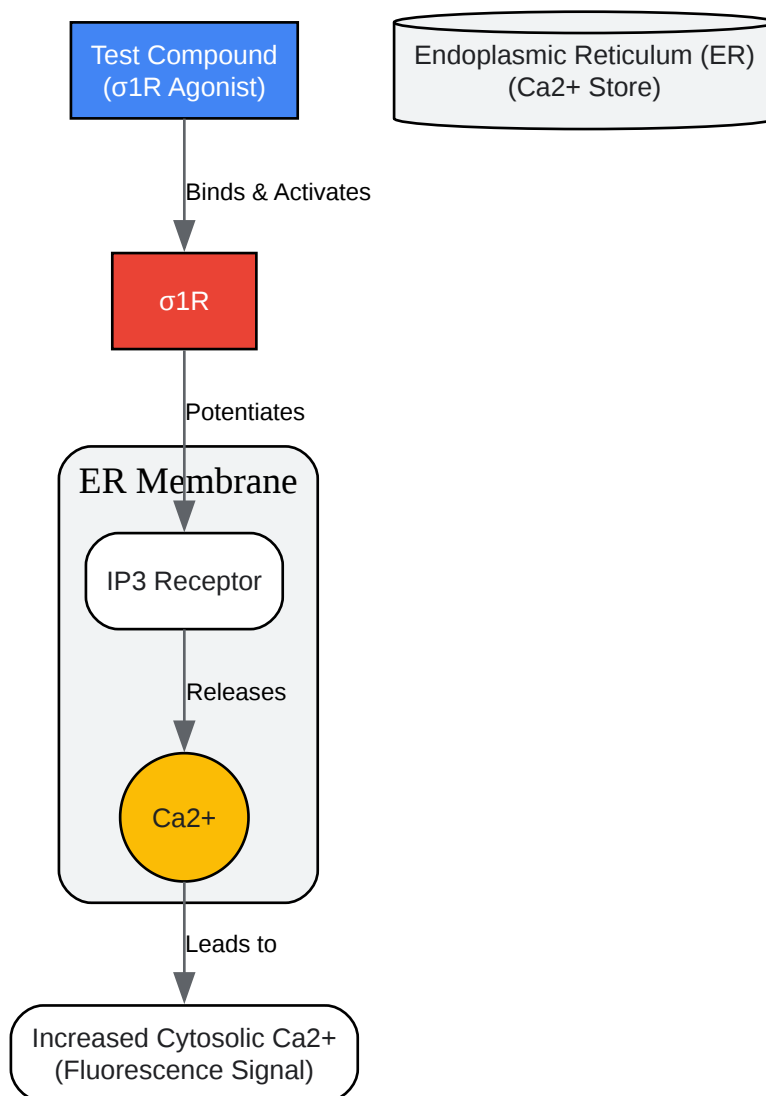 Test Compound
(σ1R Agonist)
Endoplasmic Reticulum (ER)
(Ca2+ Store)
Binds & Activates
σ1R
Potentiates
ER Membrane
IP3 Receptor
Releases
Ca2+
Leads to
Increased Cytosolic Ca2+
(Fluorescence Signal)